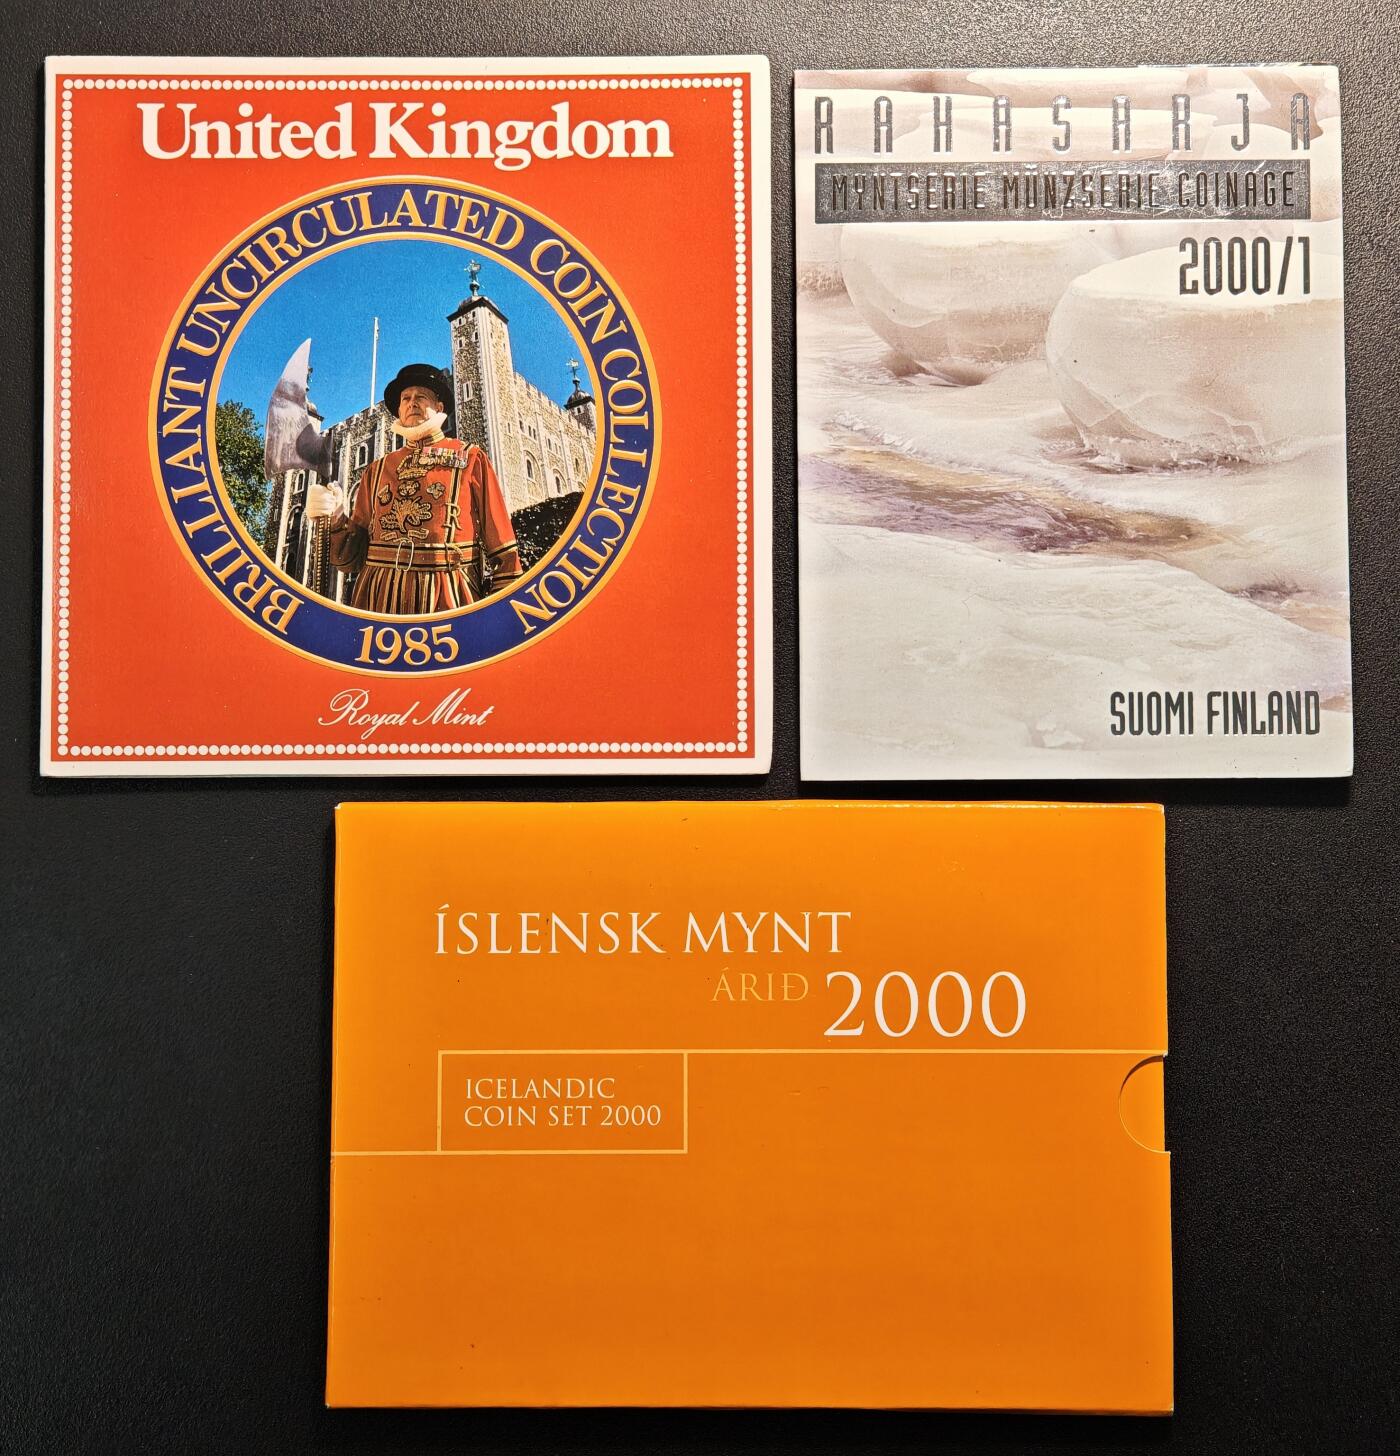 United Kingdom
BRILLIANT UNCIRCULATED COIN COLLECTION
1985
Royal Mint
RAHASARJA
MYNTSERIE MÜNZSERIE COINAGE
2000/1
SUOMI FINLAND
ÍSLENSK MYNT
ÁRIÐ 2000
ICELANDIC
COIN SET 2000